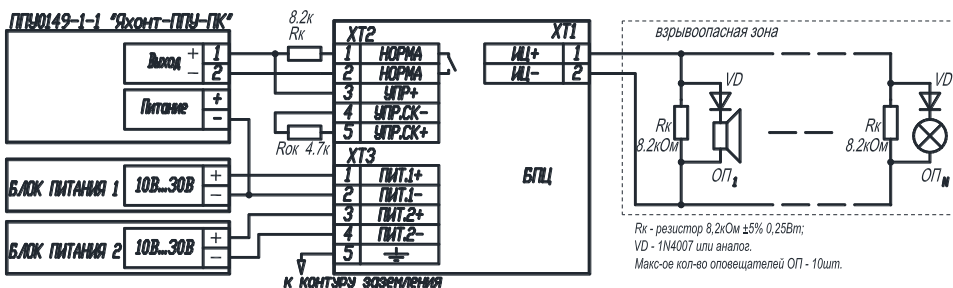 ППУ0149-1-1 "Яхонт-ППУ-ПК"
Выход + 1
− 2
Питание +
−
БЛОК ПИТАНИЯ 1 10В...30В +
−
БЛОК ПИТАНИЯ 2 10В...30В +
−
8.2к
Rк
Rок 4.7к
XT2
1 НОРМА
2 НОРМА
3 УПР+
4 УПР.СК-
5 УПР.СК+
XT3
1 ПИТ.1+
2 ПИТ.1-
3 ПИТ.2+
4 ПИТ.2-
5
К КОНТУРУ ЗАЗЕМЛЕНИЯ
БПЦ
XT1
ИЦ+ 1
ИЦ- 2
взрывоопасная зона
VD
Rк
8.2кОм
ОП1
VD
Rк
8.2кОм
ОПN
Rк - резистор 8,2кОм ±5% 0,25Вт;
VD - 1N4007 или аналог.
Макс-ое кол-во оповещателей ОП - 10шт.